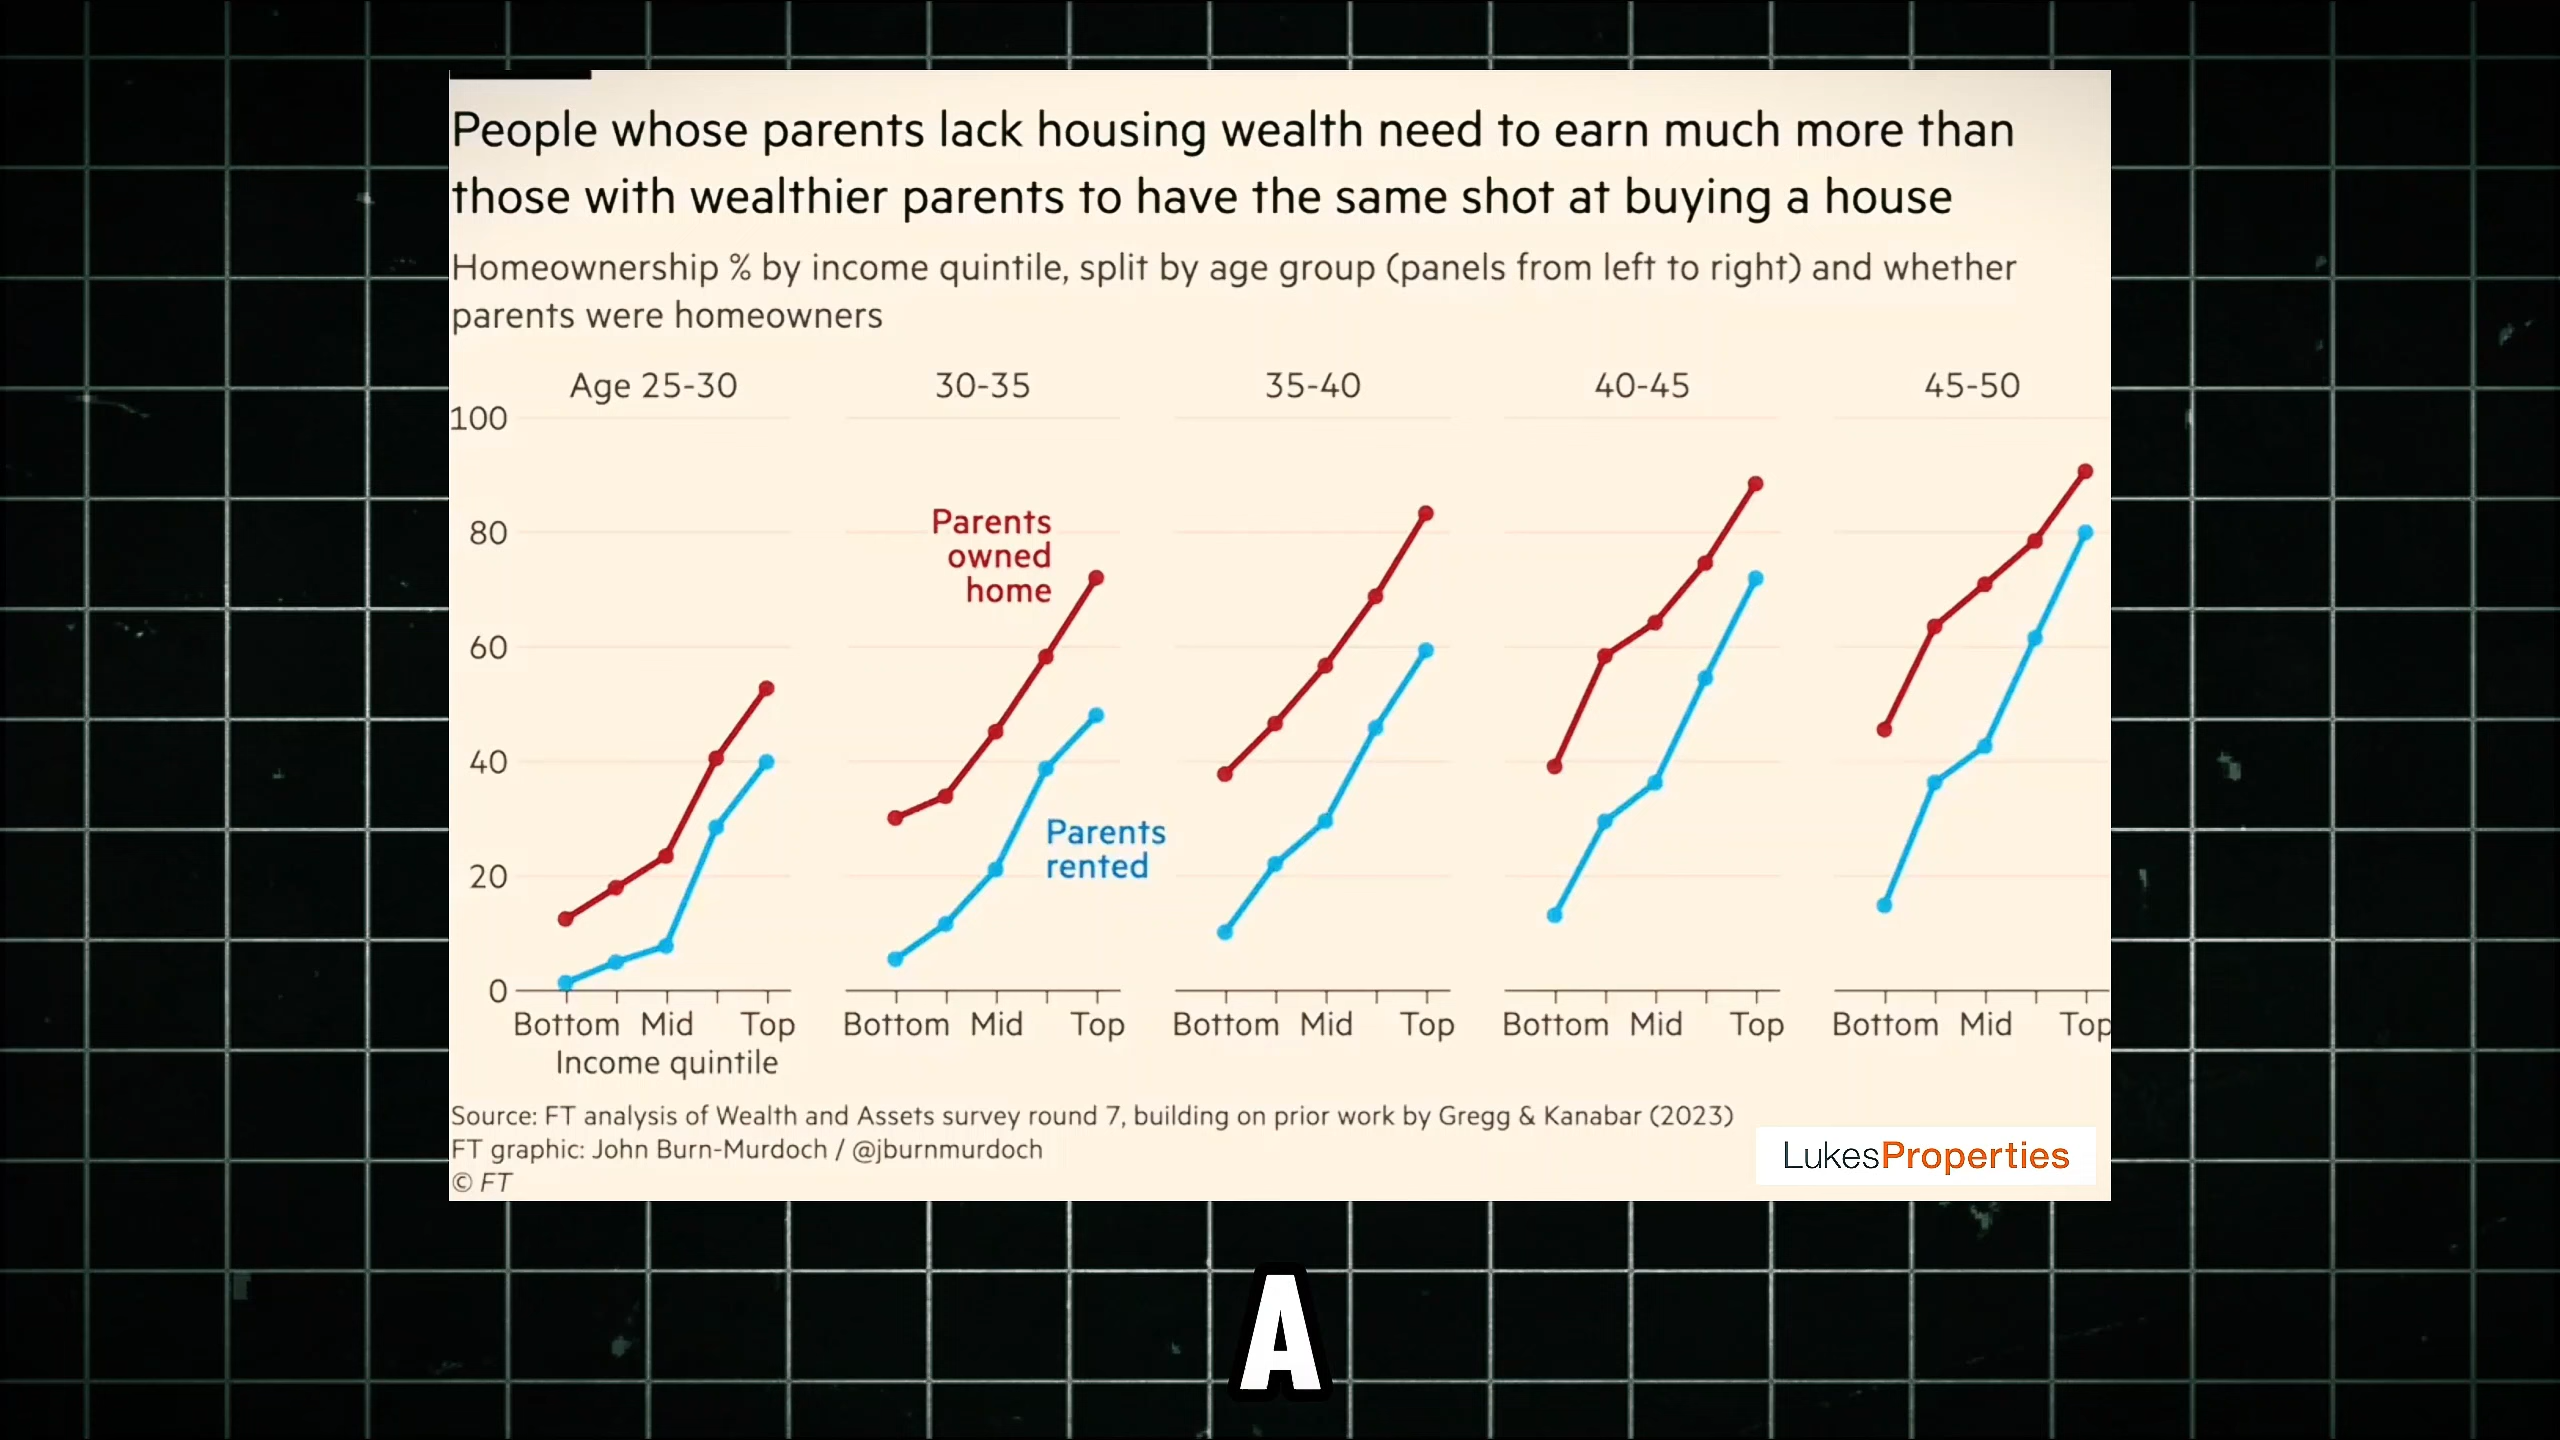 People whose parents lack housing wealth need to earn much more than
those with wealthier parents to have the same shot at buying a house
Homeownership % by income quintile, split by age group (panels from left to right) and whether
parents were homeowners
Age 25-30 30-35 35-40 40-45 45-50
100
80
60
40
20
0
Parents
owned
home
Parents
rented
Bottom Mid Top Bottom Mid Top Bottom Mid Top Bottom Mid Top Bottom Mid Top
Income quintile
Source: FT analysis of Wealth and Assets survey round 7, building on prior work by Gregg & Kanabar (2023)
FT graphic: John Burn-Murdoch / @jburnmurdoch
© FT
LukesProperties
A